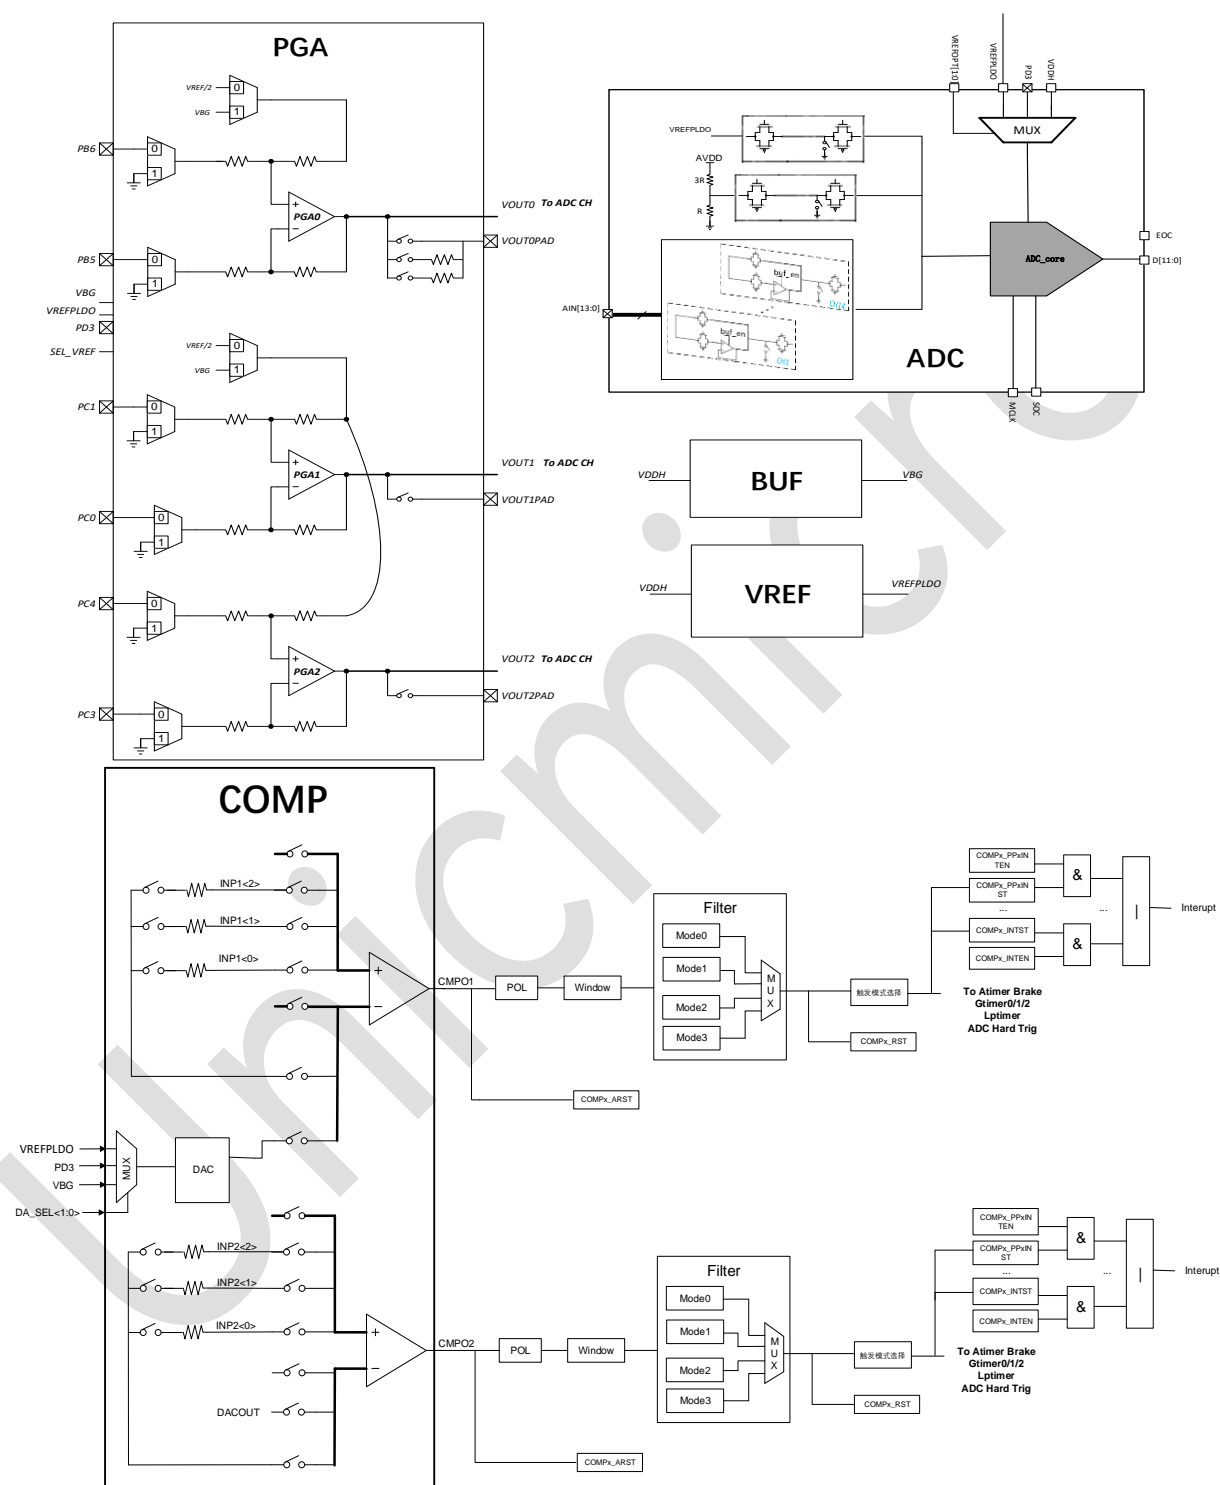 PGA
VREF/2
0
VBG
1
PB6
0
1
+
PGA0
−
VOUT0 To ADC CH
VOUT0PAD
PB5
0
1
VBG
VREFPLDO
PD3
SEL_VREF
VREF/2
0
VBG
1
PC1
0
1
+
PGA1
−
VOUT1 To ADC CH
VOUT1PAD
PC0
0
1
PC4
0
1
+
PGA2
−
VOUT2 To ADC CH
VOUT2PAD
PC3
0
1
VREFOPT[1:0]
VREFPLDO
PD3
VDDH
MUX
VREFPLDO
AVDD
3R
R
buf_en
CH14
buf_en
CH1
AIN[13:0]
ADC_core
EOC
D[11:0]
ADC
MCLK
SOC
VDDH
BUF
VBG
VDDH
VREF
VREFPLDO
COMP
INP1<2>
INP1<1>
INP1<0>
+
−
CMPO1
POL
Window
Filter
Mode0
Mode1
Mode2
Mode3
MUX
触发模式选择
COMPx_RST
COMPx_ARST
COMPx_PPxIN
TEN
COMPx_PPxIN
ST
...
COMPx_INTST
COMPx_INTEN
&
...
&
|
Interupt
To Atimer Brake
Gtimer0/1/2
Lptimer
ADC Hard Trig
VREFPLDO
PD3
VBG
DA_SEL<1:0>
MUX
DAC
INP2<2>
INP2<1>
INP2<0>
DACOUT
+
−
CMPO2
POL
Window
Filter
Mode0
Mode1
Mode2
Mode3
MUX
触发模式选择
COMPx_RST
COMPx_ARST
COMPx_PPxIN
TEN
COMPx_PPxIN
ST
...
COMPx_INTST
COMPx_INTEN
&
...
&
|
Interupt
To Atimer Brake
Gtimer0/1/2
Lptimer
ADC Hard Trig
Unicmicro